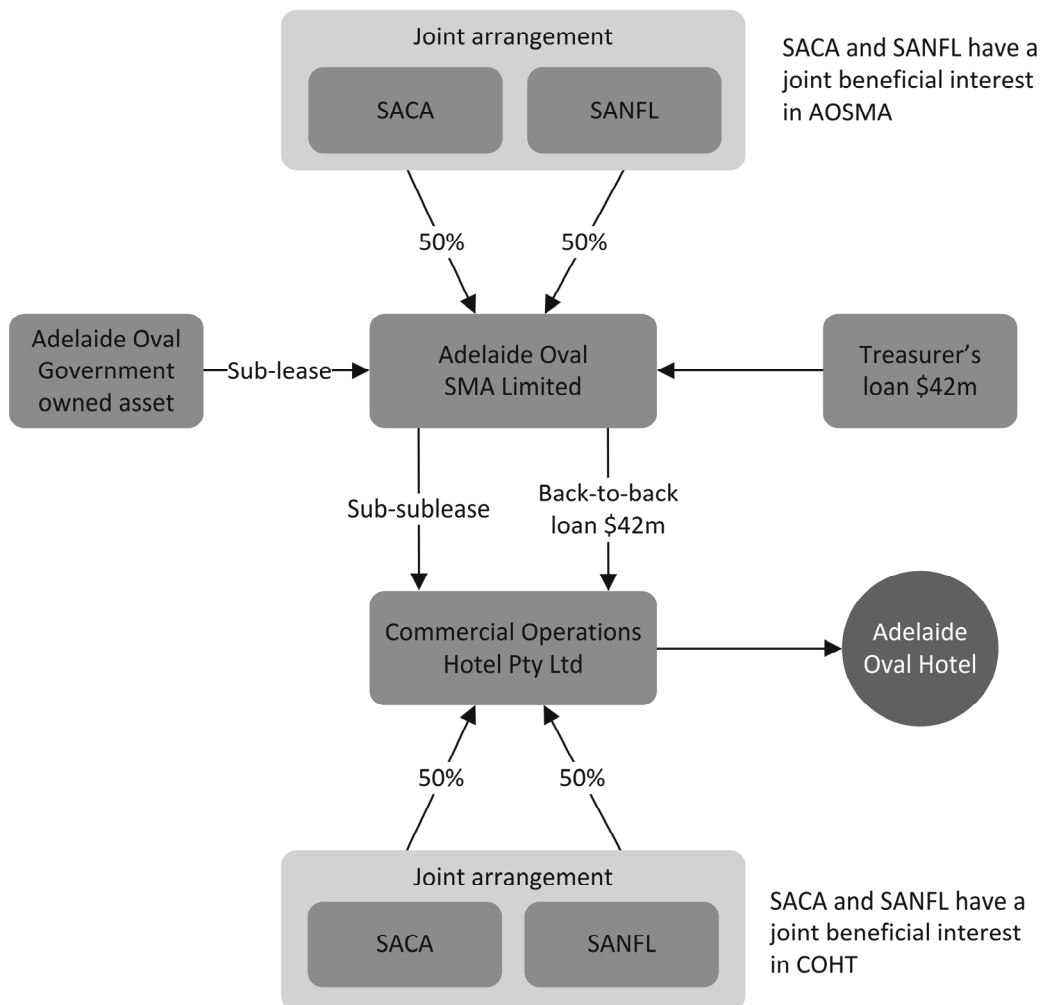 Joint arrangement
SACA
SANFL
SACA and SANFL have a
joint beneficial interest
in AOSMA
50%
50%
Adelaide Oval
Government
owned asset
Sub-lease
Adelaide Oval
SMA Limited
Treasurer's
loan $42m
Sub-sublease
Back-to-back
loan $42m
Commercial Operations
Hotel Pty Ltd
Adelaide
Oval Hotel
50%
50%
Joint arrangement
SACA
SANFL
SACA and SANFL have a
joint beneficial interest
in COHT